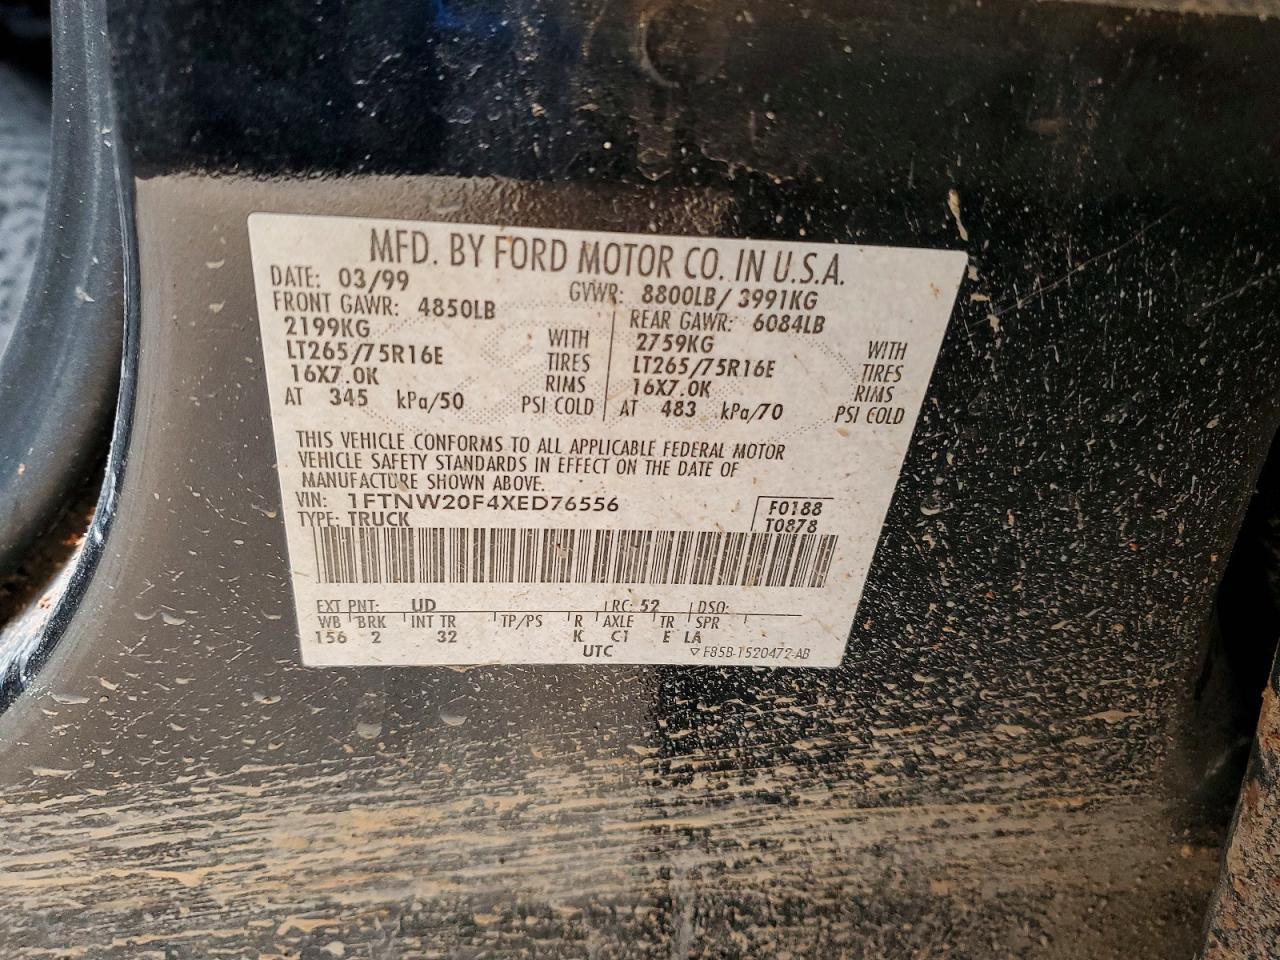 MFD. BY FORD MOTOR CO. IN U.S.A.
DATE: 03/99 GVWR: 8800LB/ 3991KG
FRONT GAWR: 4850LB REAR GAWR: 6084LB
2199KG WITH 2759KG WITH
LT265/75R16E TIRES LT265/75R16E TIRES
16X7.0K RIMS 16X7.0K RIMS
AT 345 kPa/50 PSI COLD AT 483 kPa/70 PSI COLD
THIS VEHICLE CONFORMS TO ALL APPLICABLE FEDERAL MOTOR
VEHICLE SAFETY STANDARDS IN EFFECT ON THE DATE OF
MANUFACTURE SHOWN ABOVE.
VIN: 1FTNW20F4XED76556 F0188
TYPE: TRUCK T0878
EXT PNT: UD RC: 52 DSO:
WB BRK INT TR TP/PS R AXLE TR SPR
156 2 32 K C1 E LA
UTC ▽ F85B-1520472-AB